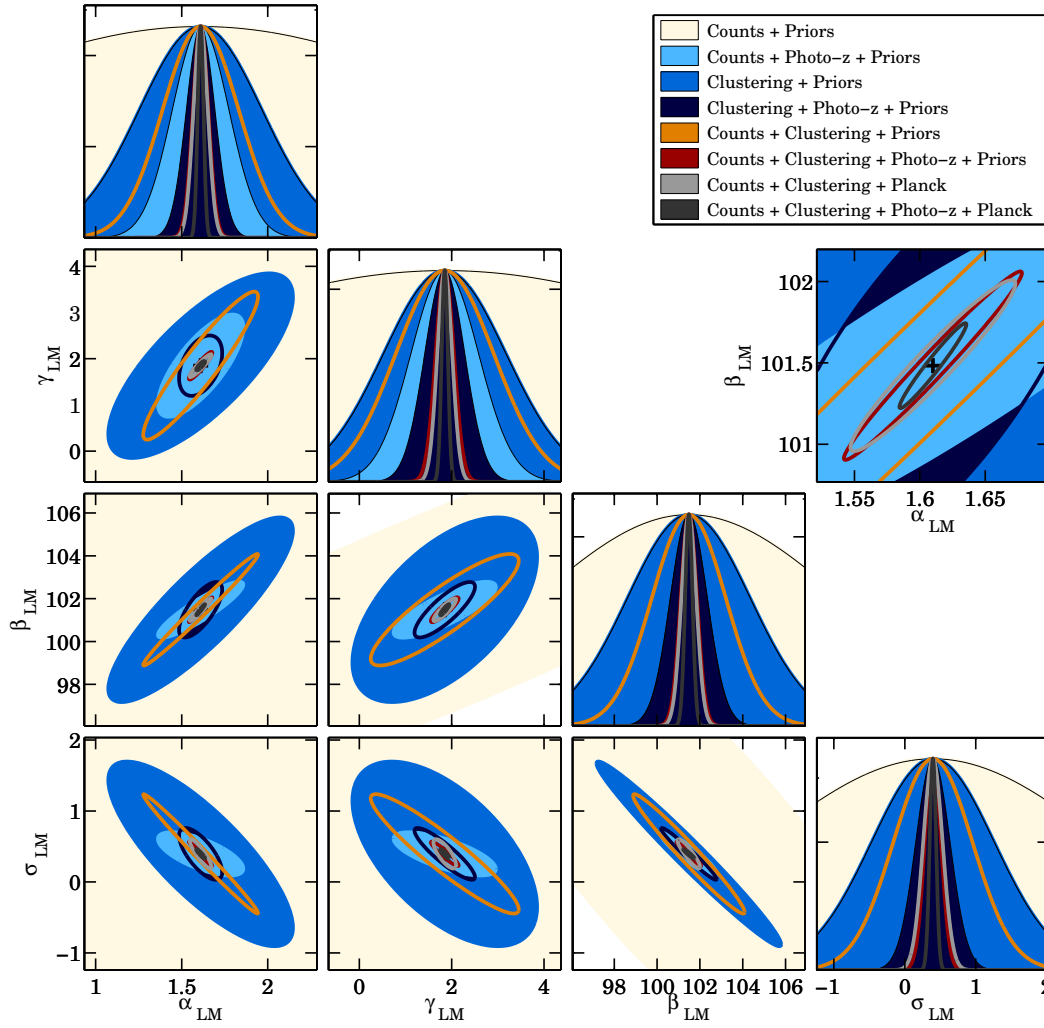 Counts + Priors
Counts + Photo-z + Priors
Clustering + Priors
Clustering + Photo-z + Priors
Counts + Clustering + Priors
Counts + Clustering + Photo-z + Priors
Counts + Clustering + Planck
Counts + Clustering + Photo-z + Planck
4
3
2
1
0
γLM
102
101.5
101
βLM
1.55 1.6 1.65
αLM
106
104
102
100
98
βLM
2
1
0
−1
σLM
1 1.5 2
αLM
0 2 4
γLM
98 100 102 104 106
βLM
−1 0 1 2
σLM